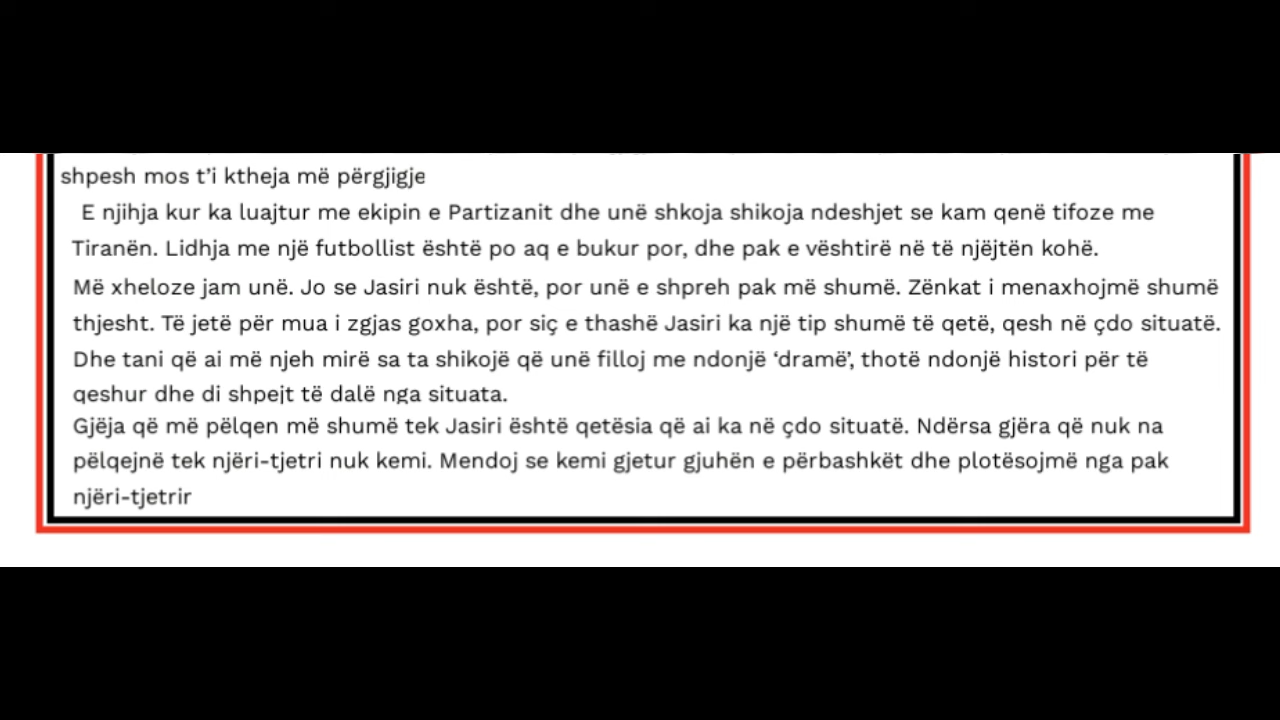 shpesh mos t’i ktheja më përgjigje
E njihja kur ka luajtur me ekipin e Partizanit dhe unë shkoja shikoja ndeshjet se kam qenë tifoze me
Tiranën. Lidhja me një futbollist është po aq e bukur por, dhe pak e vështirë në të njëjtën kohë.
Më xheloze jam unë. Jo se Jasiri nuk është, por unë e shpreh pak më shumë. Zënkat i menaxhojmë shumë
thjesht. Të jetë për mua i zgjas goxha, por siç e thashë Jasiri ka një tip shumë të qetë, qesh në çdo situatë.
Dhe tani që ai më njeh mirë sa ta shikojë që unë filloj me ndonjë ‘dramë’, thotë ndonjë histori për të
qeshur dhe di shpejt të dalë nga situata.
Gjëja që më pëlqen më shumë tek Jasiri është qetësia që ai ka në çdo situatë. Ndërsa gjëra që nuk na
pëlqejnë tek njëri-tjetri nuk kemi. Mendoj se kemi gjetur gjuhën e përbashkët dhe plotësojmë nga pak
njëri-tjetrir